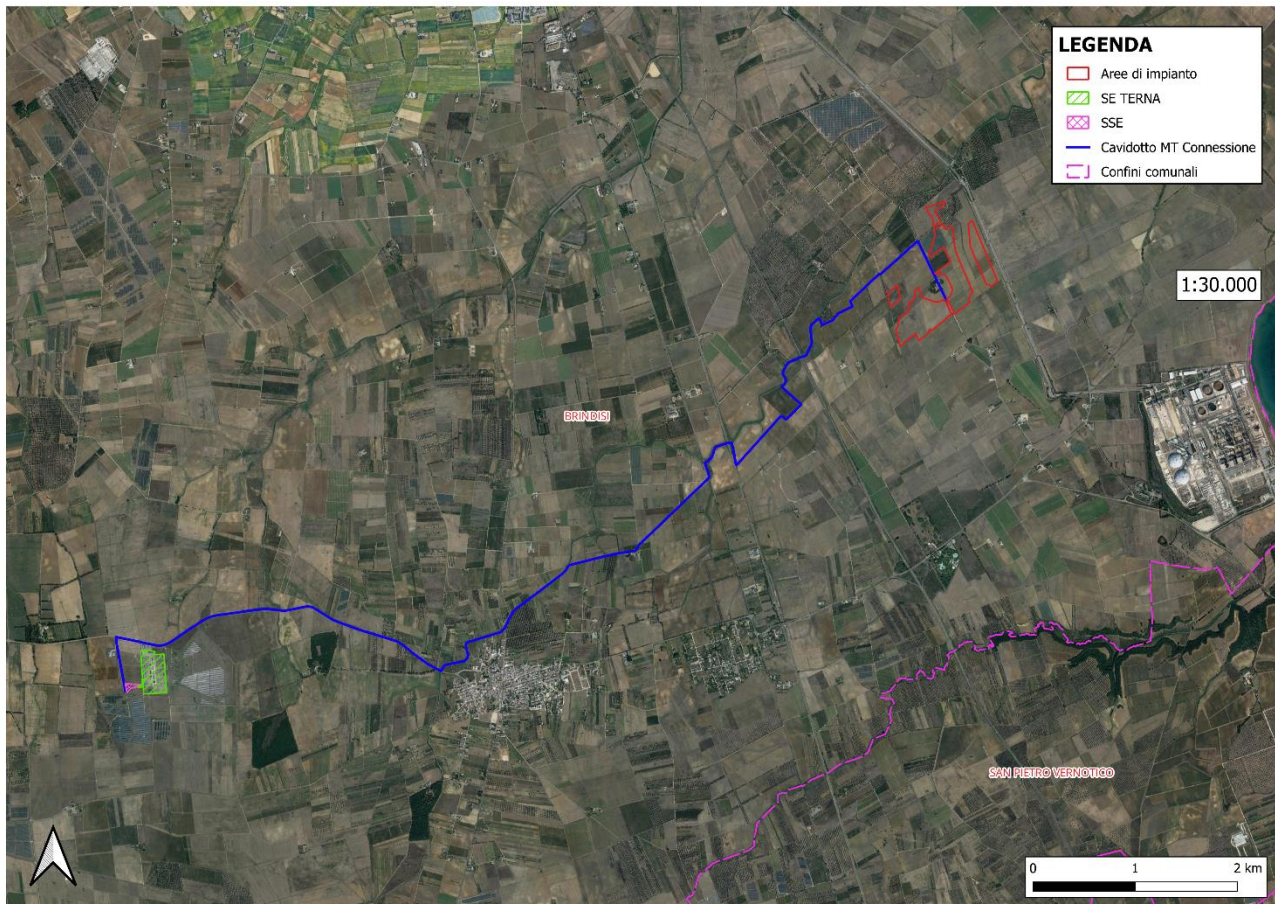 LEGENDA
Aree di impianto
SE TERNA
SSE
Cavidotto MT Connessione
Confini comunali
1:30.000
BRINDISI
SAN PIETRO VERNOTICO
0 1 2 km